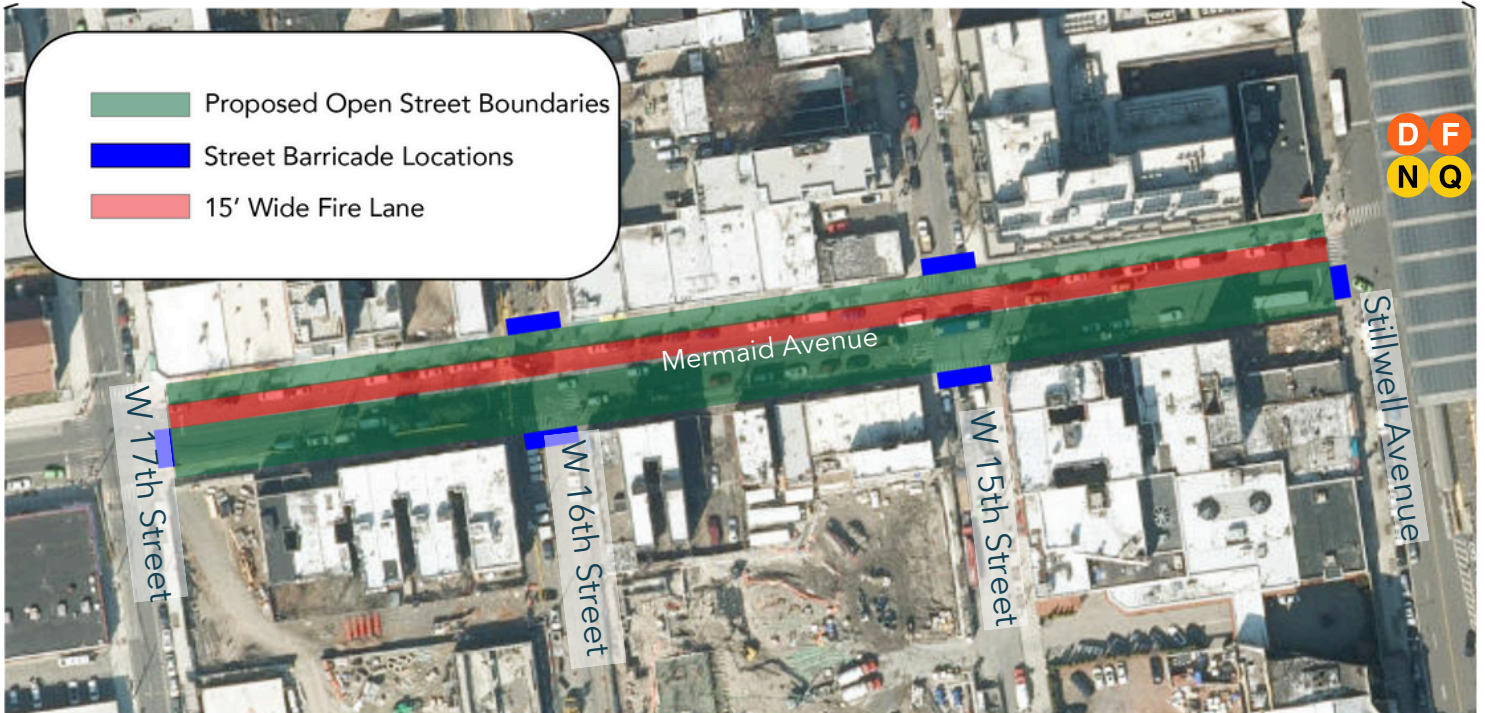 Proposed Open Street Boundaries
Street Barricade Locations
15’ Wide Fire Lane
D F
N Q
Mermaid Avenue
W 17th Street
W 16th Street
W 15th Street
Stillwell Avenue